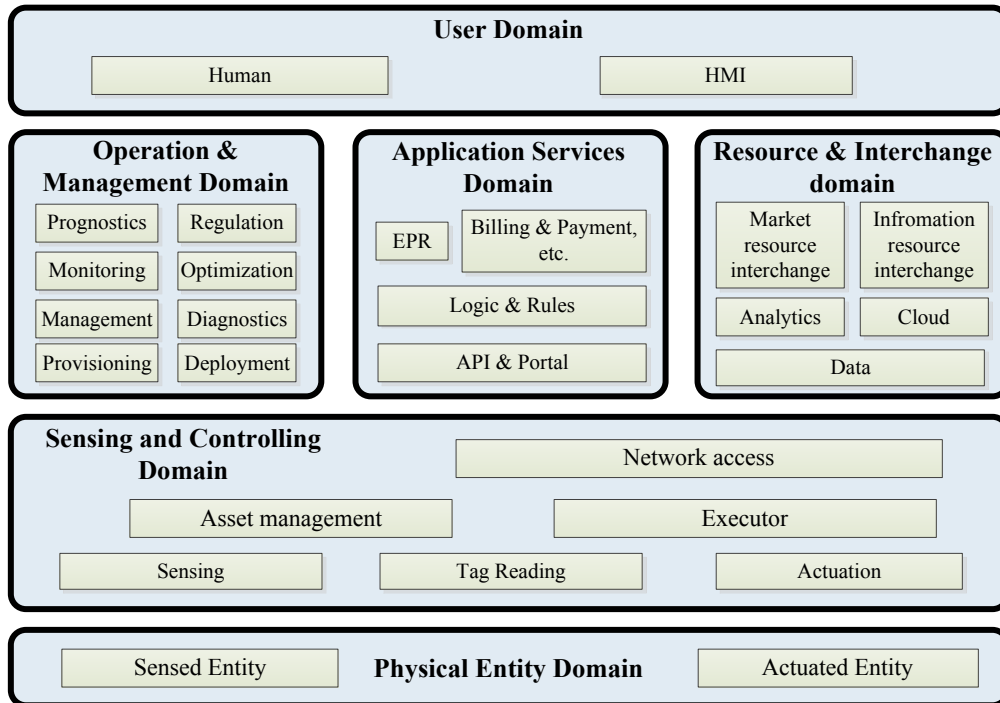 User Domain
Human
HMI
Operation &
Management Domain
Prognostics
Regulation
Monitoring
Optimization
Management
Diagnostics
Provisioning
Deployment
Application Services
Domain
EPR
Billing & Payment,
etc.
Logic & Rules
API & Portal
Resource & Interchange
domain
Market
resource
interchange
Infromation
resource
interchange
Analytics
Cloud
Data
Sensing and Controlling
Domain
Network access
Asset management
Executor
Sensing
Tag Reading
Actuation
Sensed Entity
Physical Entity Domain
Actuated Entity